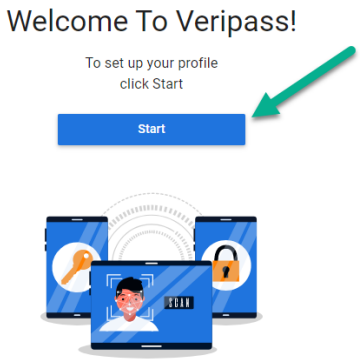 Welcome To Veripass!
To set up your profile
click Start
Start
SCAN